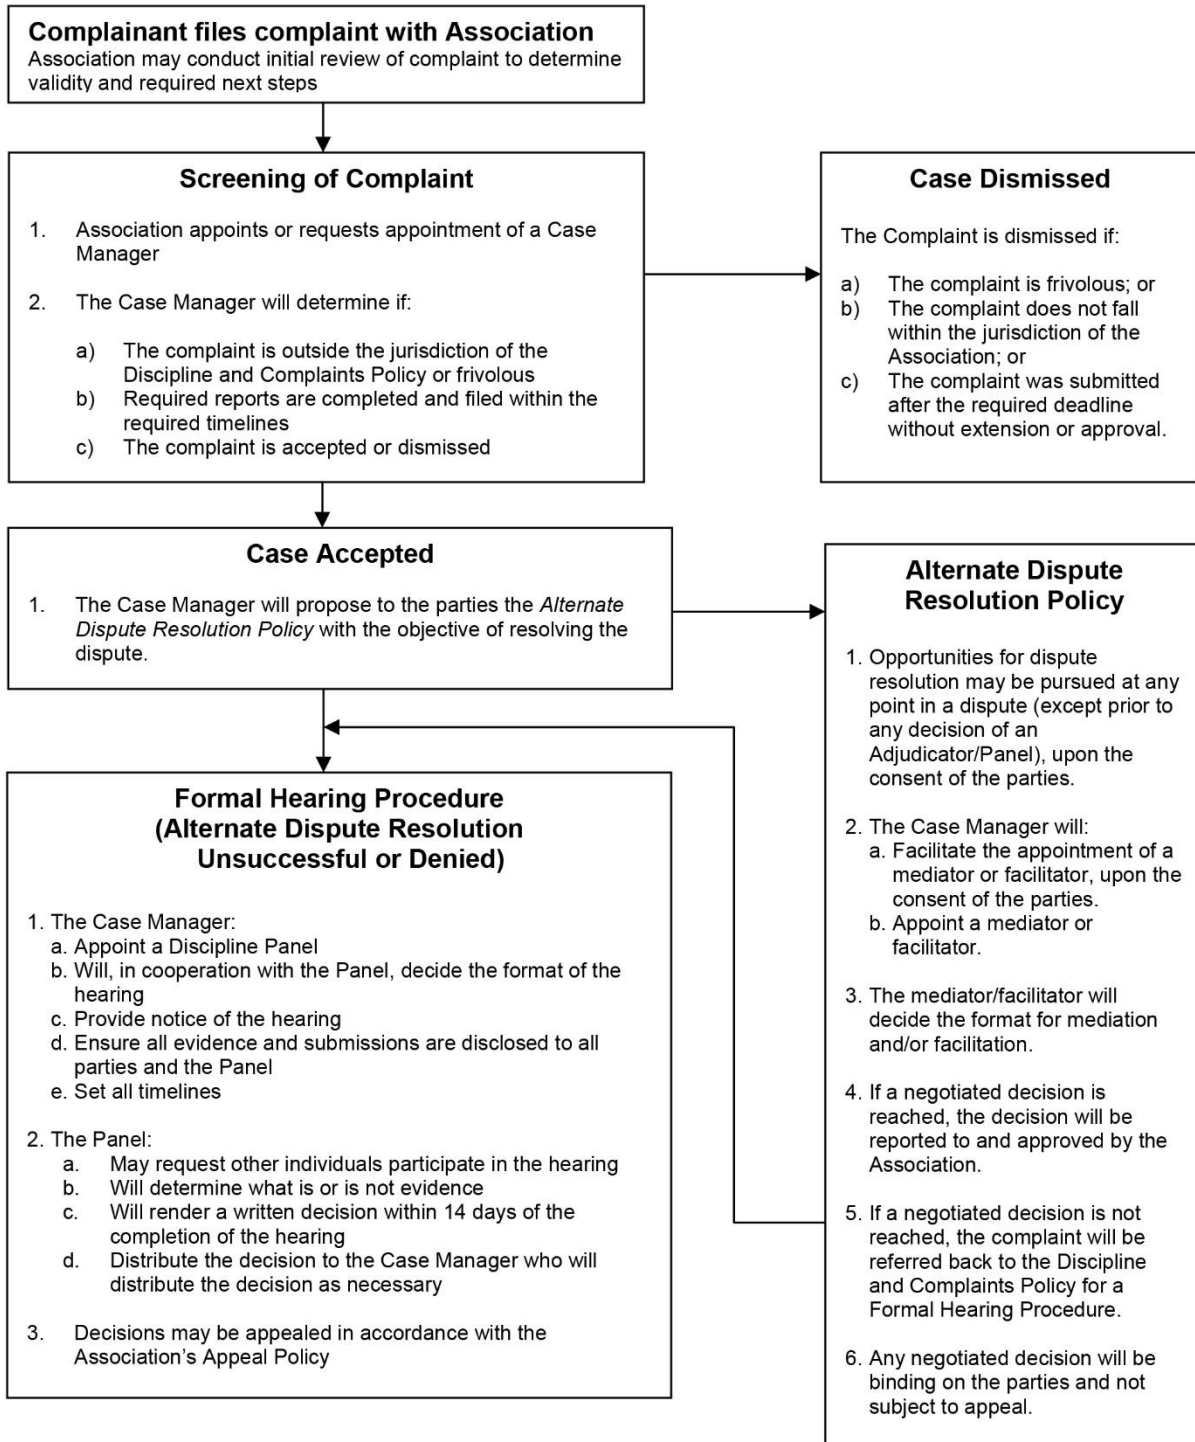 Complainant files complaint with Association
Association may conduct initial review of complaint to determine
validity and required next steps
Screening of Complaint
1. Association appoints or requests appointment of a Case
Manager
2. The Case Manager will determine if:
a) The complaint is outside the jurisdiction of the
Discipline and Complaints Policy or frivolous
b) Required reports are completed and filed within the
required timelines
c) The complaint is accepted or dismissed
Case Dismissed
The Complaint is dismissed if:
a) The complaint is frivolous; or
b) The complaint does not fall
within the jurisdiction of the
Association; or
c) The complaint was submitted
after the required deadline
without extension or approval.
Case Accepted
1. The Case Manager will propose to the parties the Alternate
Dispute Resolution Policy with the objective of resolving the
dispute.
Alternate Dispute
Resolution Policy
1. Opportunities for dispute
resolution may be pursued at any
point in a dispute (except prior to
any decision of an
Adjudicator/Panel), upon the
consent of the parties.
2. The Case Manager will:
a. Facilitate the appointment of a
mediator or facilitator, upon the
consent of the parties.
b. Appoint a mediator or
facilitator.
3. The mediator/facilitator will
decide the format for mediation
and/or facilitation.
4. If a negotiated decision is
reached, the decision will be
reported to and approved by the
Association.
5. If a negotiated decision is not
reached, the complaint will be
referred back to the Discipline
and Complaints Policy for a
Formal Hearing Procedure.
6. Any negotiated decision will be
binding on the parties and not
subject to appeal.
Formal Hearing Procedure
(Alternate Dispute Resolution
Unsuccessful or Denied)
1. The Case Manager:
a. Appoint a Discipline Panel
b. Will, in cooperation with the Panel, decide the format of the
hearing
c. Provide notice of the hearing
d. Ensure all evidence and submissions are disclosed to all
parties and the Panel
e. Set all timelines
2. The Panel:
a. May request other individuals participate in the hearing
b. Will determine what is or is not evidence
c. Will render a written decision within 14 days of the
completion of the hearing
d. Distribute the decision to the Case Manager who will
distribute the decision as necessary
3. Decisions may be appealed in accordance with the
Association's Appeal Policy